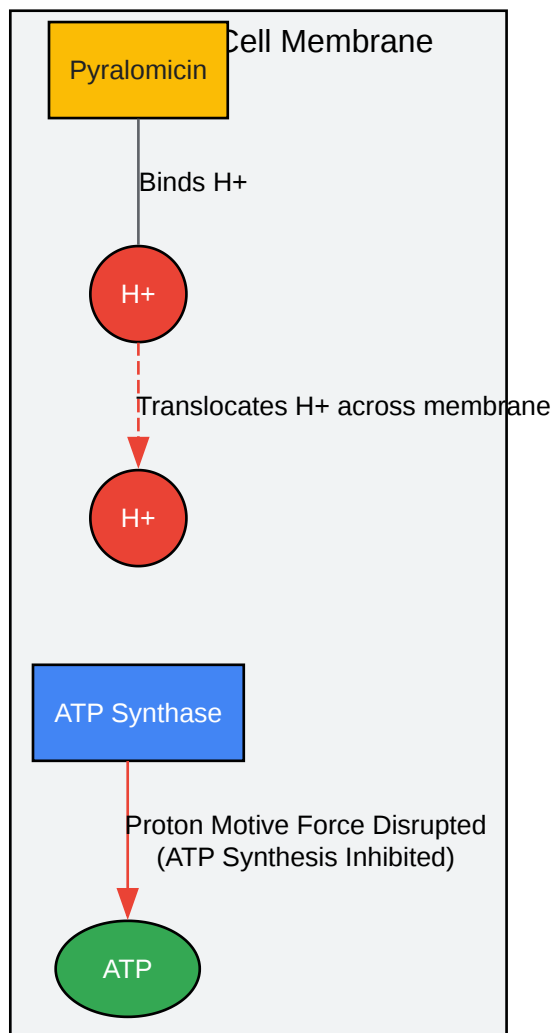 Cell Membrane
Pyralomicin
Binds H+
H+
Translocates H+ across membrane
H+
ATP Synthase
Proton Motive Force Disrupted
(ATP Synthesis Inhibited)
ATP